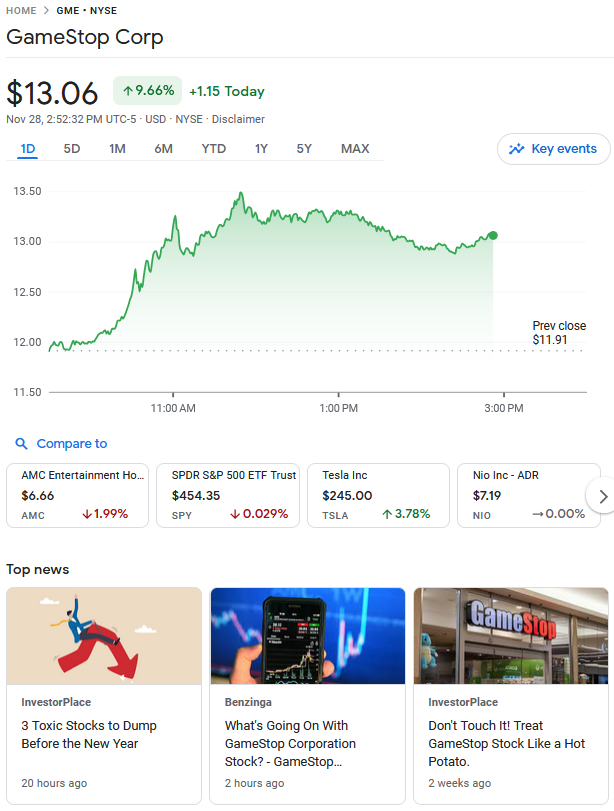 HOME > GME • NYSE
GameStop Corp
$13.06 ↑9.66% +1.15 Today
Nov 28, 2:52:32 PM UTC-5 · USD · NYSE · Disclaimer
1D 5D 1M 6M YTD 1Y 5Y MAX
Key events
13.50
13.00
12.50
12.00
11.50
Prev close
$11.91
11:00 AM 1:00 PM 3:00 PM
Compare to
AMC Entertainment Ho...
$6.66
AMC ↓1.99%
SPDR S&P 500 ETF Trust
$454.35
SPY ↓0.029%
Tesla Inc
$245.00
TSLA ↑3.78%
Nio Inc - ADR
$7.19
NIO →0.00%
Top news
GameStop
InvestorPlace
3 Toxic Stocks to Dump
Before the New Year
20 hours ago
Benzinga
What's Going On With
GameStop Corporation
Stock? - GameStop...
2 hours ago
InvestorPlace
Don't Touch It! Treat
GameStop Stock Like a Hot
Potato.
2 weeks ago